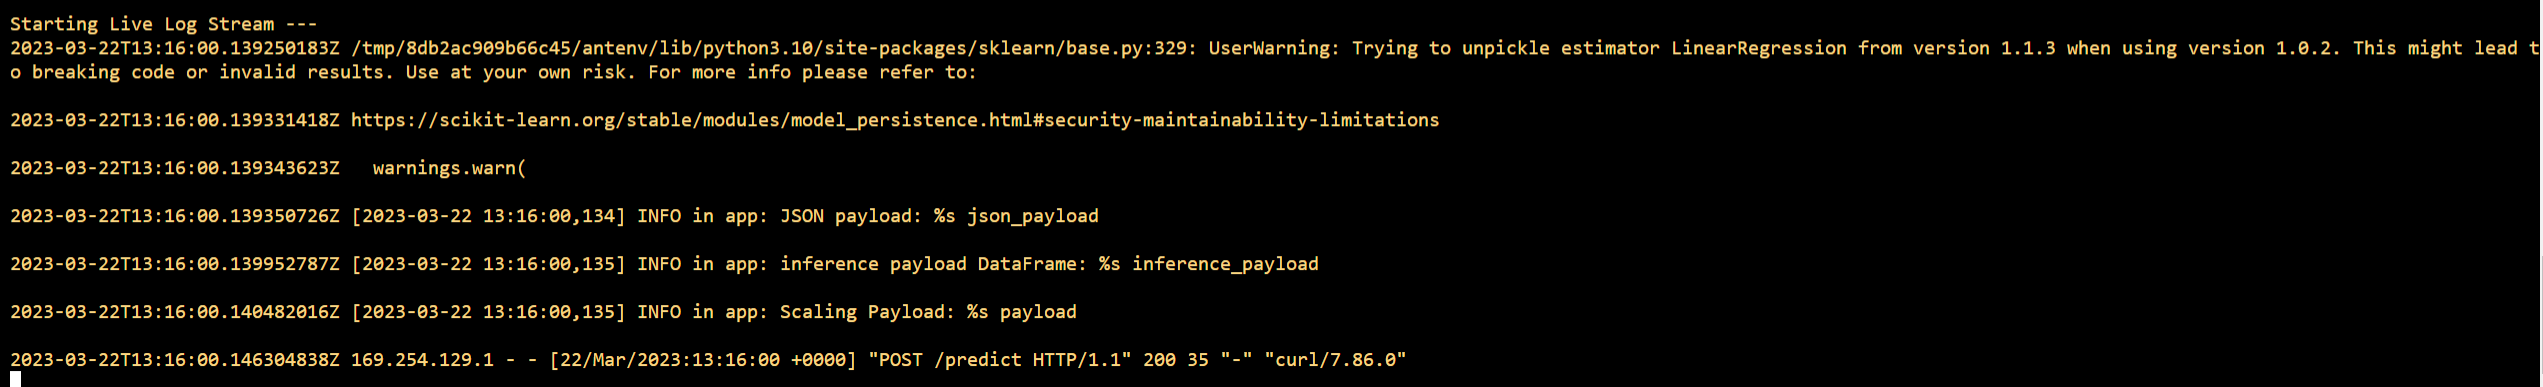 Starting Live Log Stream ---
2023-03-22T13:16:00.139250183Z /tmp/8db2ac909b66c45/antenv/lib/python3.10/site-packages/sklearn/base.py:329: UserWarning: Trying to unpickle estimator LinearRegression from version 1.1.3 when using version 1.0.2. This might lead t
o breaking code or invalid results. Use at your own risk. For more info please refer to:
2023-03-22T13:16:00.139331418Z https://scikit-learn.org/stable/modules/model_persistence.html#security-maintainability-limitations
2023-03-22T13:16:00.139343623Z   warnings.warn(
2023-03-22T13:16:00.139350726Z [2023-03-22 13:16:00,134] INFO in app: JSON payload: %s json_payload
2023-03-22T13:16:00.139952787Z [2023-03-22 13:16:00,135] INFO in app: inference payload DataFrame: %s inference_payload
2023-03-22T13:16:00.140482016Z [2023-03-22 13:16:00,135] INFO in app: Scaling Payload: %s payload
2023-03-22T13:16:00.146304838Z 169.254.129.1 - - [22/Mar/2023:13:16:00 +0000] "POST /predict HTTP/1.1" 200 35 "-" "curl/7.86.0"